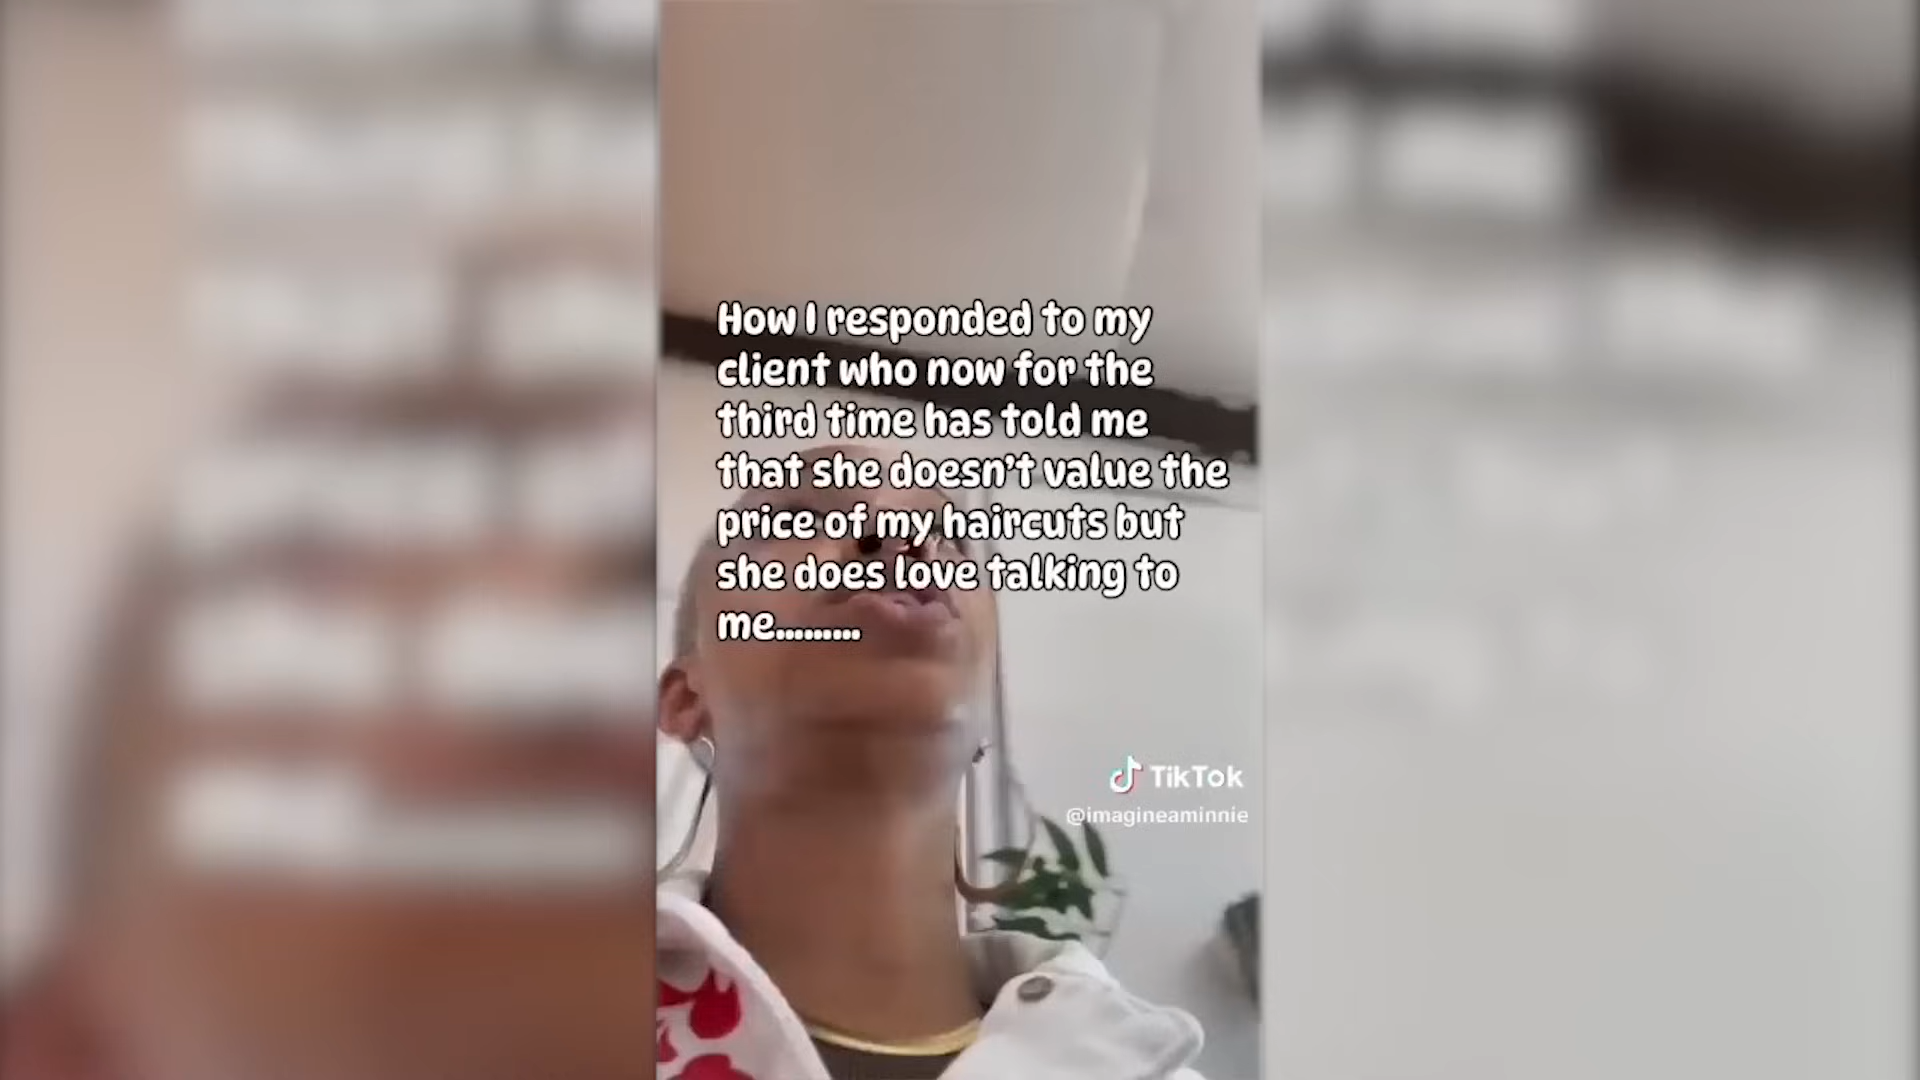 How I responded to my
client who now for the
third time has told me
that she doesn't value the
price of my haircuts but
she does love talking to
me.........
TikTok
@imagineaminnie